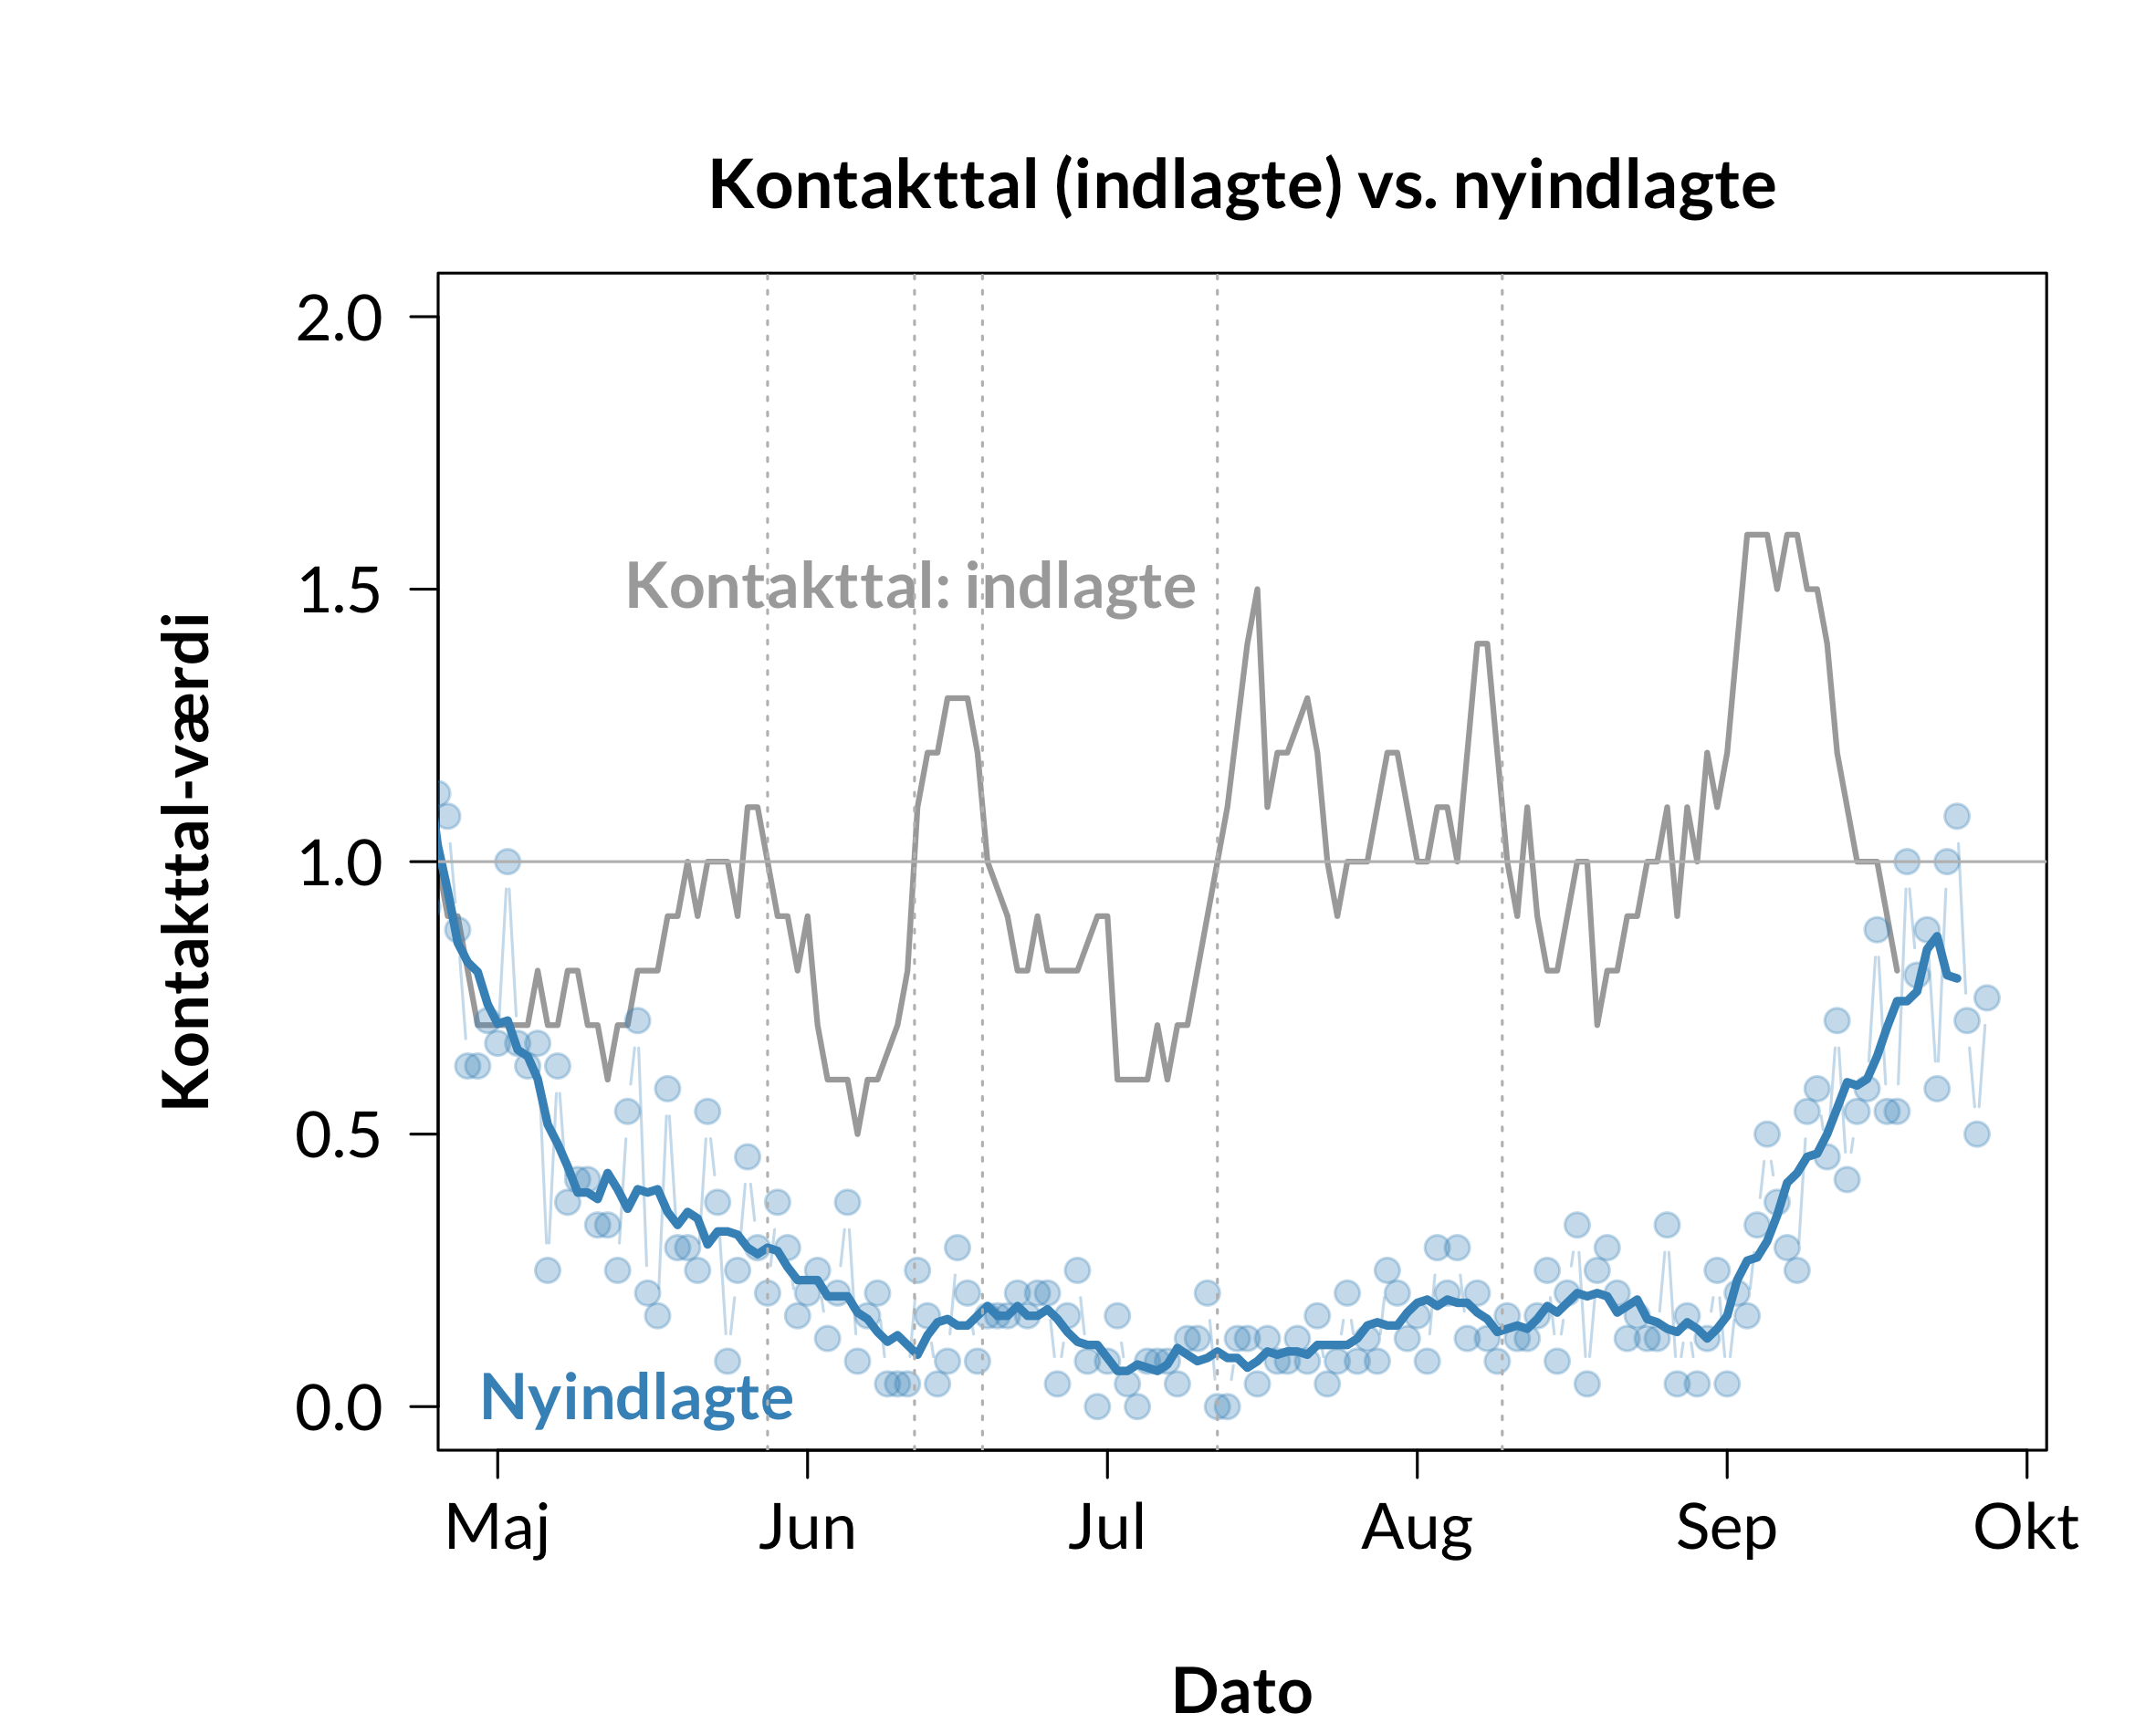 Kontakttal (indlagte) vs. nyindlagte
2.0
1.5
1.0
0.5
0.0
Kontakttal-værdi
Kontakttal: indlagte
Nyindlagte
Maj
Jun
Jul
Aug
Sep
Okt
Dato